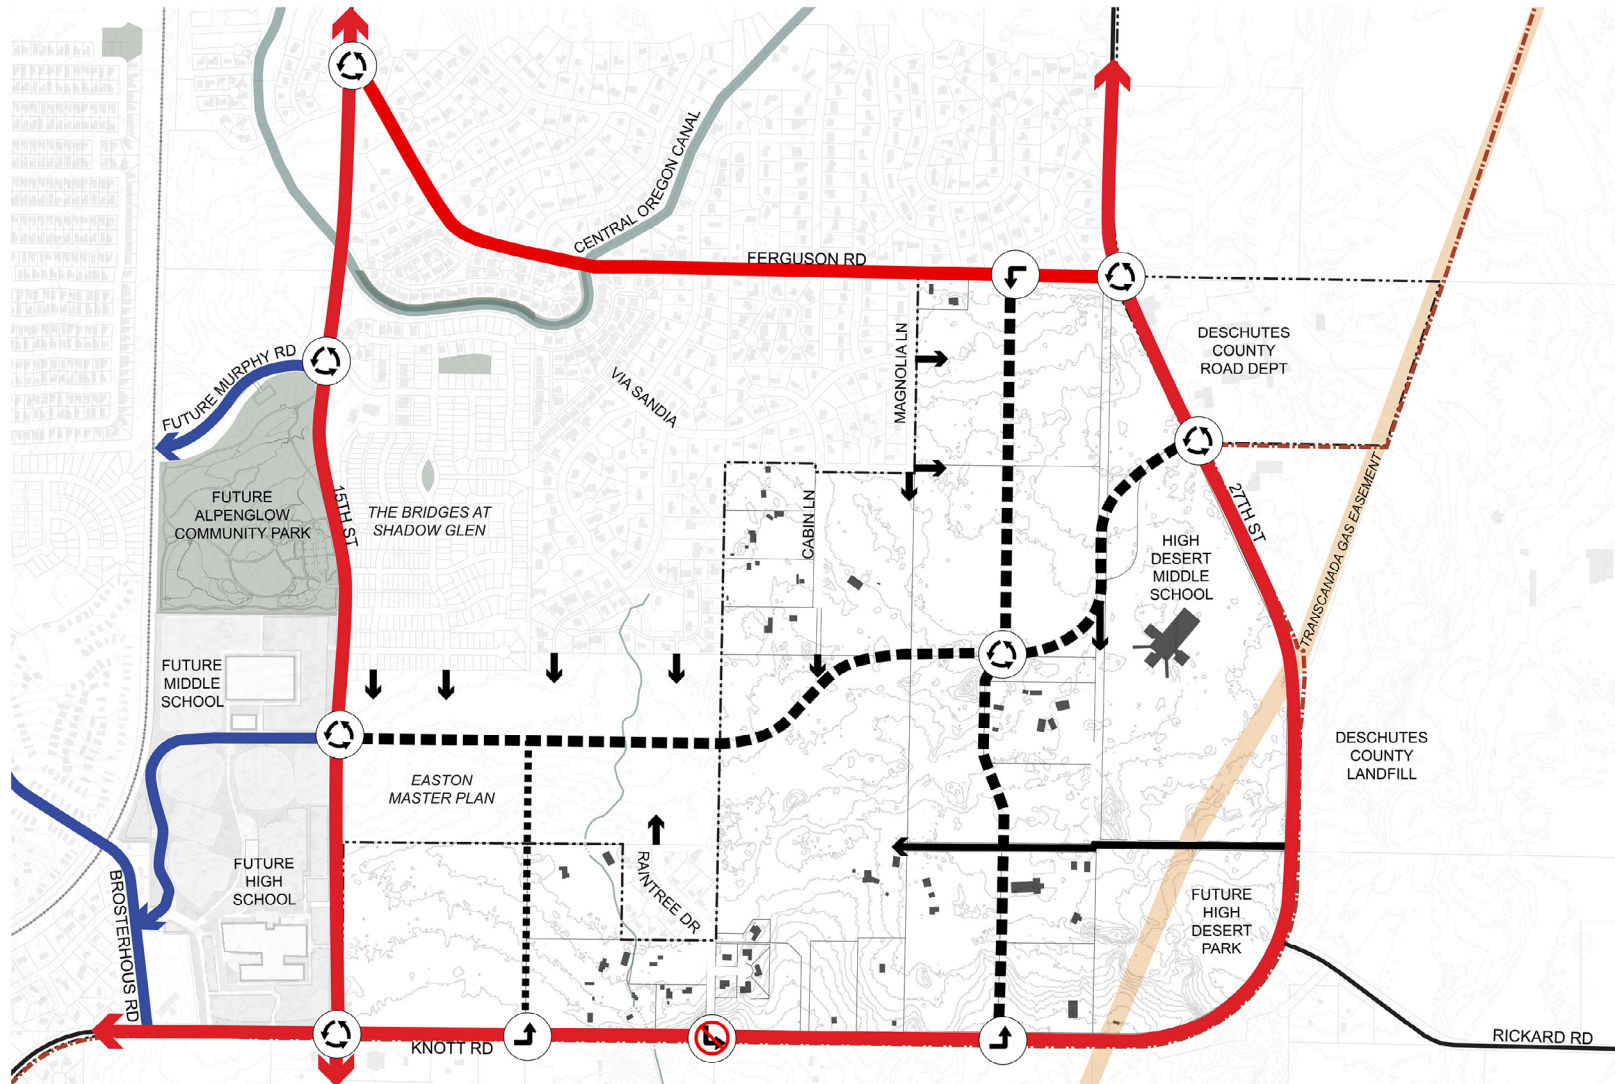 CENTRAL OREGON CANAL
FERGUSON RD
MAGNOLIA LN
DESCHUTES
COUNTY
ROAD DEPT
FUTURE MURPHY RD
VIA SANDIA
FUTURE
ALPENGLOW
COMMUNITY PARK
15TH ST
THE BRIDGES AT
SHADOW GLEN
CABIN LN
27TH ST
TRANSCANADA GAS EASEMENT
HIGH
DESERT
MIDDLE
SCHOOL
FUTURE
MIDDLE
SCHOOL
DESCHUTES
COUNTY
LANDFILL
EASTON
MASTER PLAN
FUTURE
HIGH
SCHOOL
RAINTREE DR
BROSTERHOUS RD
FUTURE
HIGH
DESERT
PARK
KNOTT RD
RICKARD RD